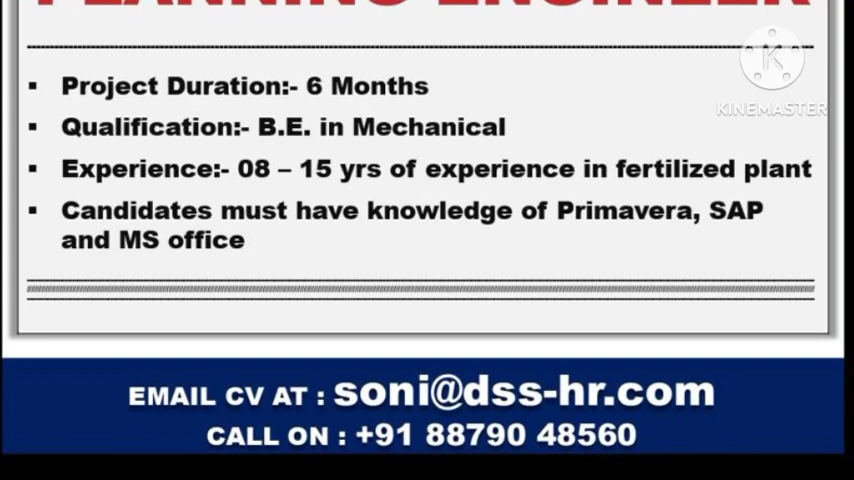 PLANNING ENGINEER
KINEMASTER
▪ Project Duration:- 6 Months
▪ Qualification:- B.E. in Mechanical
▪ Experience:- 08 – 15 yrs of experience in fertilized plant
▪ Candidates must have knowledge of Primavera, SAP
and MS office
EMAIL CV AT : soni@dss-hr.com
CALL ON : +91 88790 48560